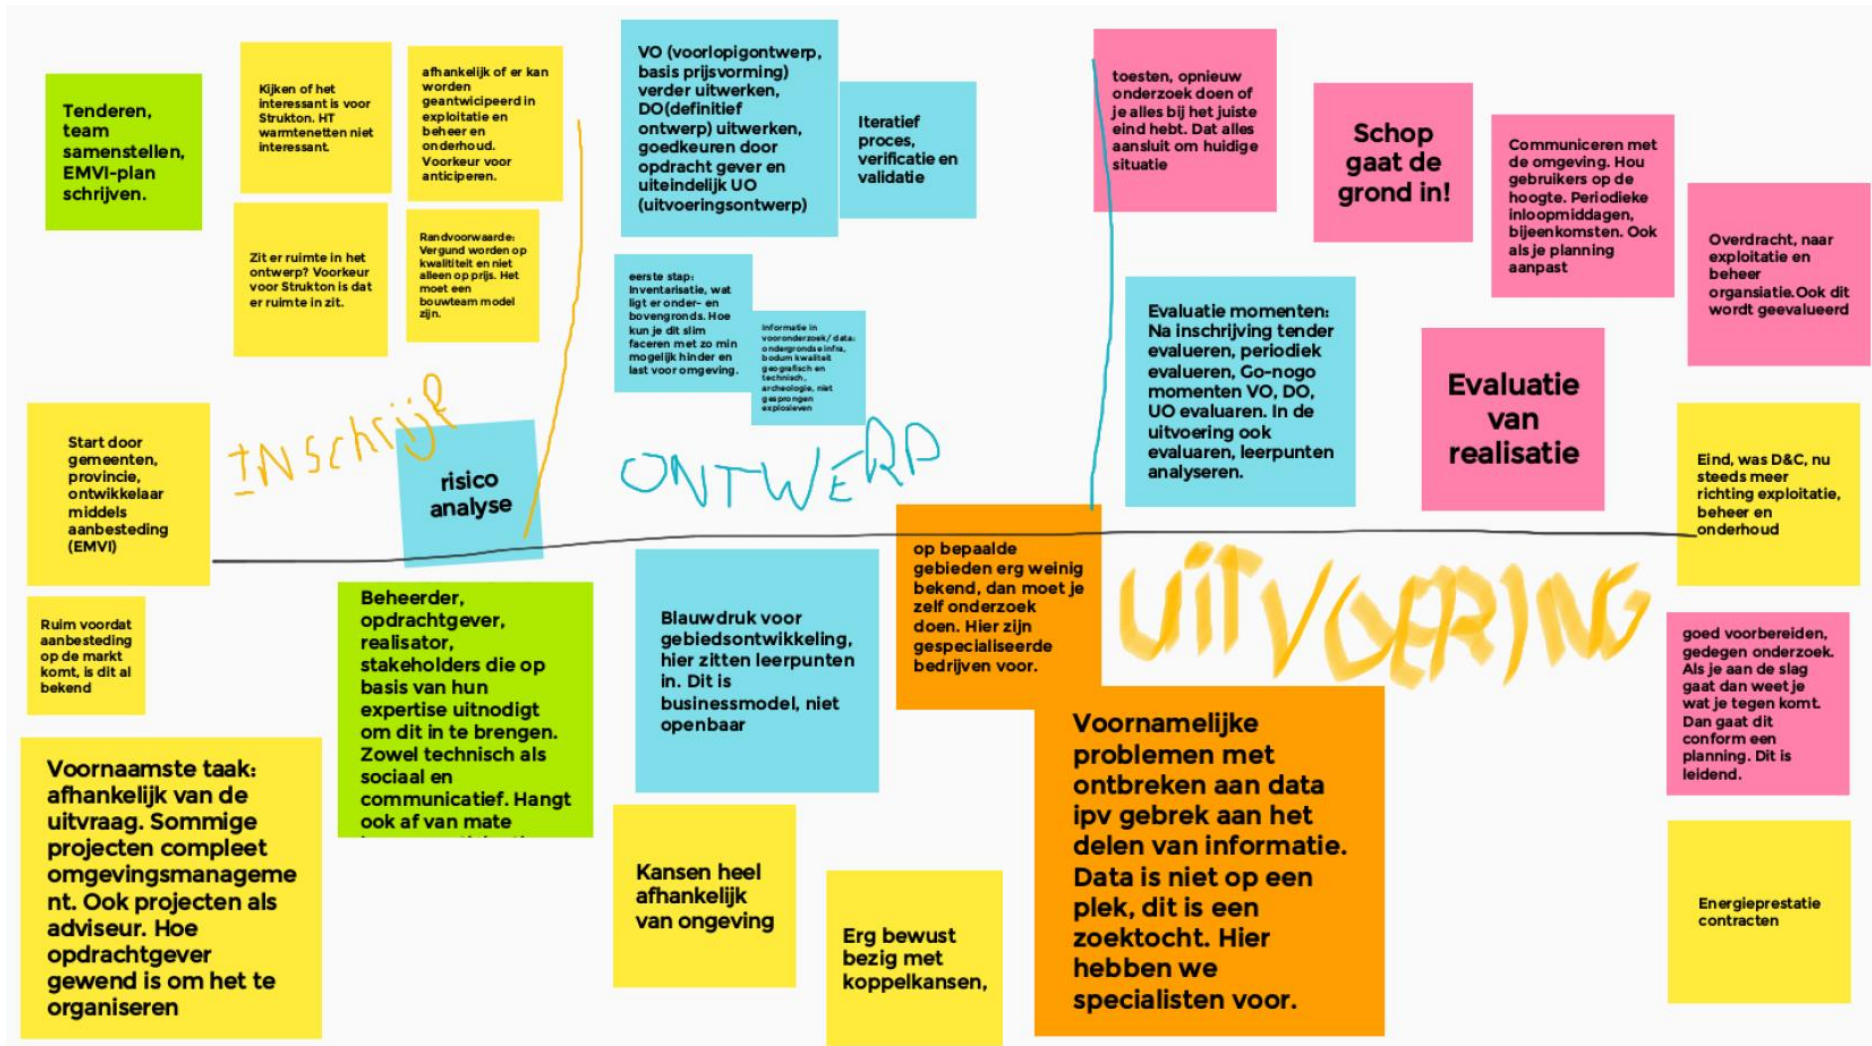 Tenderen,
team
samenstellen,
EMVI-plan
schrijven.
Kijken of het
interessant is voor
Strukton. HT
warmtenetten niet
interessant.
afhankelijk of er kan
worden
geantwicipeerd in
exploitatie en
beheer en
onderhoud.
Voorkeur voor
anticiperen.
Zit er ruimte in het
ontwerp? Voorkeur
voor Strukton is dat
er ruimte in zit.
Randvoorwaarde:
Vergund worden op
kwalititeit en niet
alleen op prijs. Het
moet een
bouwteam model
zijn.
Start door
gemeenten,
provincie,
ontwikkelaar
middels
aanbesteding
(EMVI)
INSchrijf
risico
analyse
Ruim voordat
aanbesteding
op de markt
komt, is dit al
bekend
Voornaamste taak:
afhankelijk van de
uitvraag. Sommige
projecten compleet
omgevingsmanageme
nt. Ook projecten als
adviseur. Hoe
opdrachtgever
gewend is om het te
organiseren
Beheerder,
opdrachtgever,
realisator,
stakeholders die op
basis van hun
expertise uitnodigt
om dit in te brengen.
Zowel technisch als
sociaal en
communicatief. Hangt
ook af van mate
VO (voorlopigontwerp,
basis prijsvorming)
verder uitwerken,
DO(definitief
ontwerp) uitwerken,
goedkeuren door
opdracht gever en
uiteindelijk UO
(uitvoeringsontwerp)
Iteratief
proces,
verificatie en
validatie
eerste stap:
Inventarisatie, wat
ligt er onder- en
bovengronds. Hoe
kun je dit slim
faceren met zo min
mogelijk hinder en
last voor omgeving.
Informatie in
vooronderzoek/ data:
ondergrondse infra,
bodum kwaliteit
geografisch en
technisch,
archeologie, niet
gesprongen
explosieven
ONTWERP
Blauwdruk voor
gebiedsontwikkeling,
hier zitten leerpunten
in. Dit is
businessmodel, niet
openbaar
Kansen heel
afhankelijk
van ongeving
Erg bewust
bezig met
koppelkansen,
op bepaalde
gebieden erg weinig
bekend, dan moet je
zelf onderzoek
doen. Hier zijn
gespecialiseerde
bedrijven voor.
Voornamelijke
problemen met
ontbreken aan data
ipv gebrek aan het
delen van informatie.
Data is niet op een
plek, dit is een
zoektocht. Hier
hebben we
specialisten voor.
toesten, opnieuw
onderzoek doen of
je alles bij het juiste
eind hebt. Dat alles
aansluit om huidige
situatie
Schop
gaat de
grond in!
Communiceren met
de omgeving. Hou
gebruikers op de
hoogte. Periodieke
inloopmiddagen,
bijeenkomsten. Ook
als je planning
aanpast
Overdracht, naar
exploitatie en
beheer
organsiatie.Ook dit
wordt geevalueerd
Evaluatie momenten:
Na inschrijving tender
evalueren, periodiek
evalueren, Go-nogo
momenten VO, DO,
UO evaluaren. In de
uitvoering ook
evaluaren, leerpunten
analyseren.
Evaluatie
van
realisatie
Eind, was D&C, nu
steeds meer
richting exploitatie,
beheer en
onderhoud
UITVOERING
goed voorbereiden,
gedegen onderzoek.
Als je aan de slag
gaat dan weet je
wat je tegen komt.
Dan gaat dit
conform een
planning. Dit is
leidend.
Energieprestatie
contracten